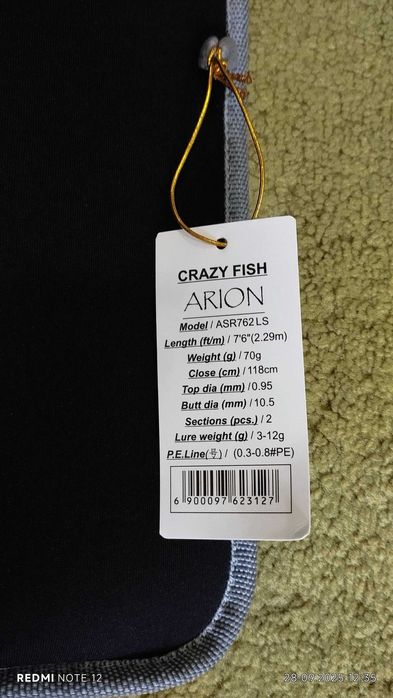 CRAZY FISH
ARION
Model / ASR762LS
Length (ft/m) / 7'6"(2.29m)
Weight (g) / 70g
Close (cm) / 118cm
Top dia (mm) / 0.95
Butt dia (mm) / 10.5
Sections (pcs.) / 2
Lure weight (g) / 3-12g
P.E.Line(号) / (0.3-0.8#PE)
6 900097 623127
REDMI NOTE 12
28.09.2025 12:35